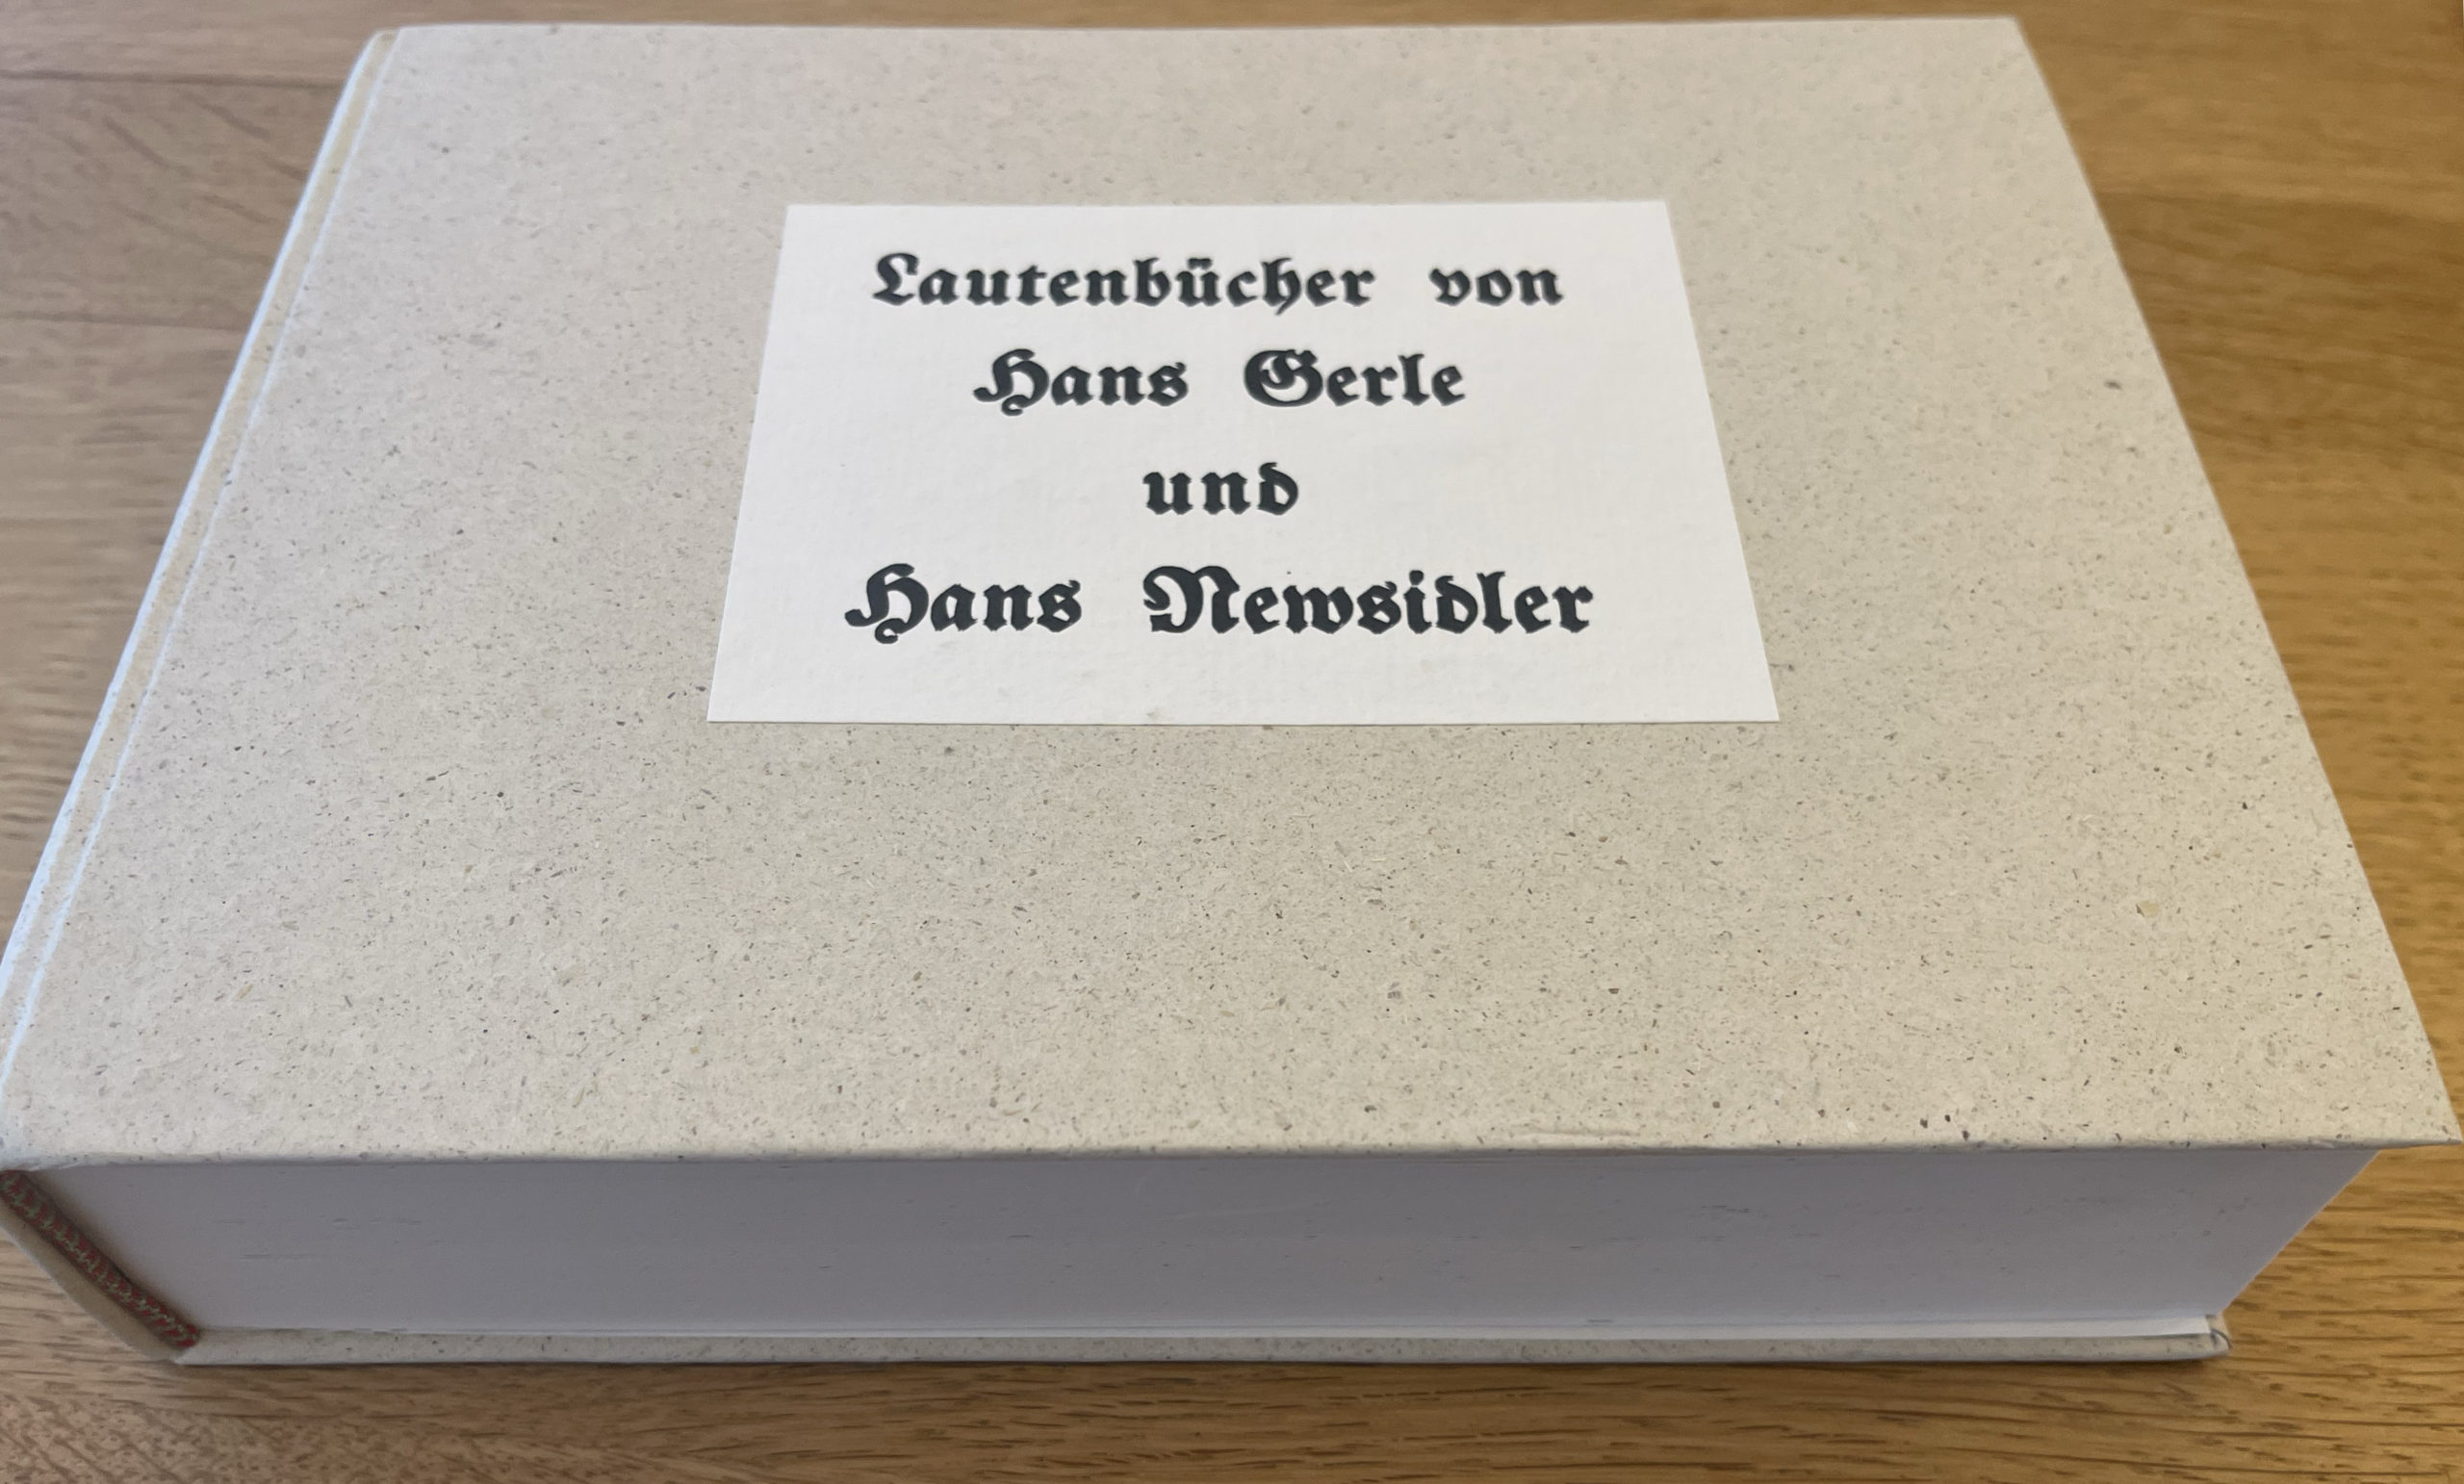 Lautenbücher von
Hans Gerle
und
Hans Newsidler